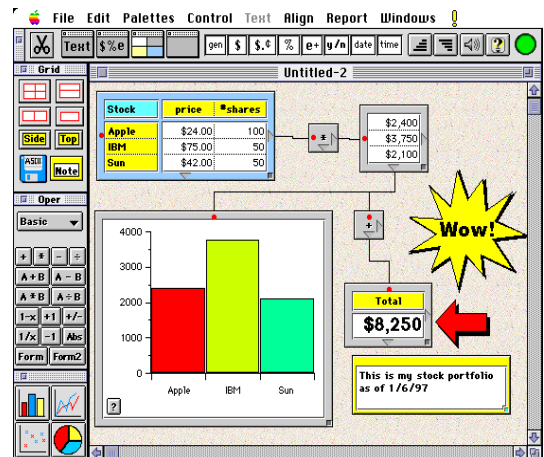 File Edit Palettes Control Text Align Report Windows
Text $%e gen $ $.¢ % e+ y/n date time ?
Grid
Side Top
ASCII Note
Oper
Basic
+ * - ÷
A+B A-B
A*B A÷B
1-x +1 +/-
1/x -1 Abs
Form Form2
Untitled-2
Stock price #shares
Apple $24.00 100
IBM $75.00 50
Sun $42.00 50
*
$2,400
$3,750
$2,100
+
Wow!
4000
3000
2000
1000
0
Apple IBM Sun
?
Total
$8,250
This is my stock portfolio
as of 1/6/97